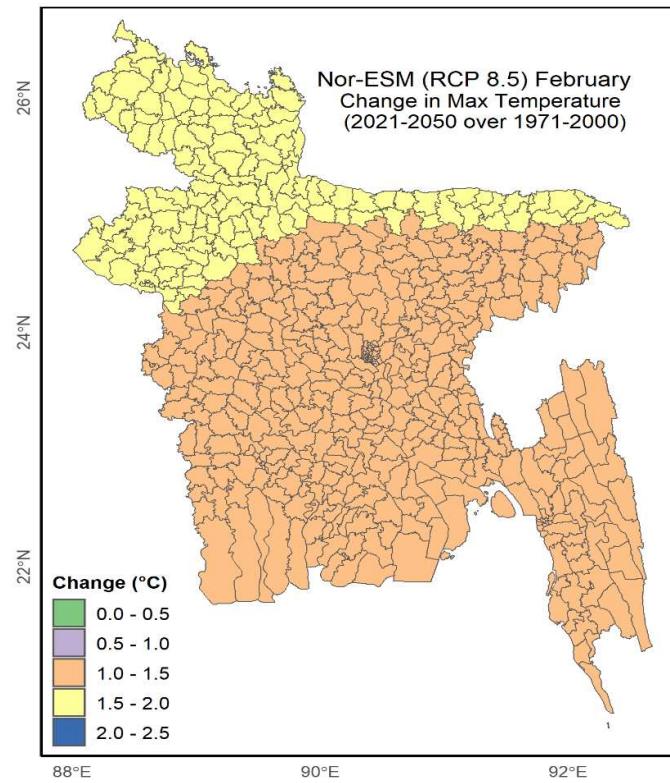 Nor-ESM (RCP 8.5) February
Change in Max Temperature
(2021-2050 over 1971-2000)
26°N
24°N
22°N
Change (°C)
0.0 - 0.5
0.5 - 1.0
1.0 - 1.5
1.5 - 2.0
2.0 - 2.5
88°E
90°E
92°E